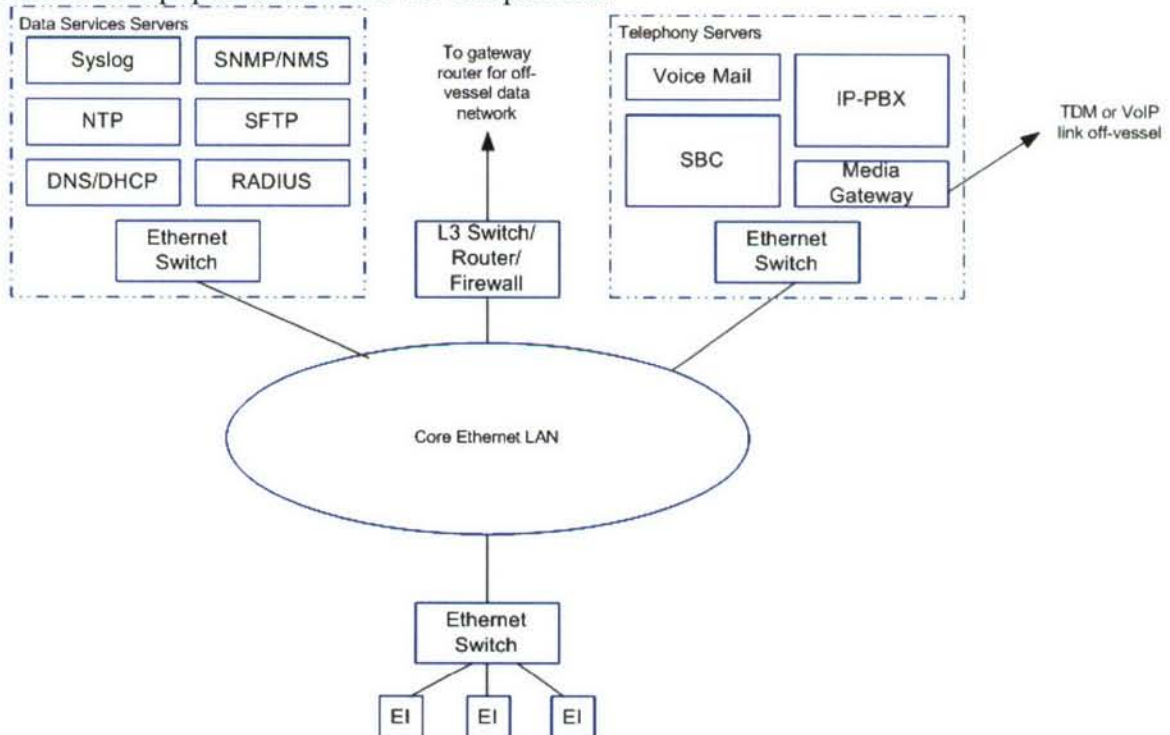 Data Services Servers
Syslog
SNMP/NMS
NTP
SFTP
DNS/DHCP
RADIUS
Ethernet
Switch
To gateway
router for off-
vessel data
network
L3 Switch/
Router/
Firewall
Telephony Servers
Voice Mail
IP-PBX
SBC
Media
Gateway
Ethernet
Switch
TDM or VoIP
link off-vessel
Core Ethernet LAN
Ethernet
Switch
EI
EI
EI